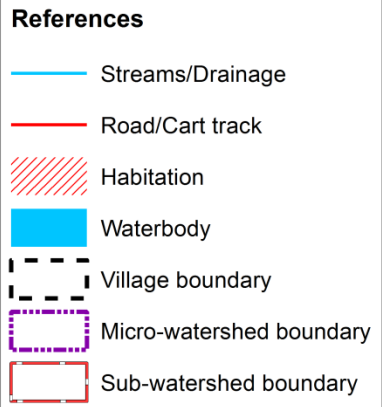 References
Streams/Drainage
Road/Cart track
Habitation
Waterbody
Village boundary
Micro-watershed boundary
Sub-watershed boundary